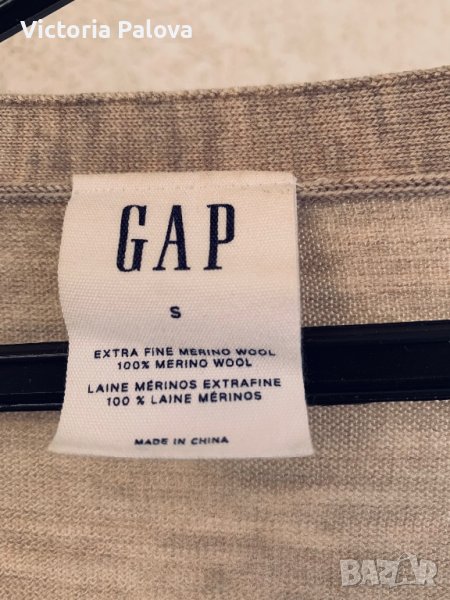 Victoria Palova
GAP
S
EXTRA FINE MERINO WOOL
100% MERINO WOOL
LAINE MÉRINOS EXTRAFINE
100 % LAINE MÉRINOS
MADE IN CHINA
BAZAR